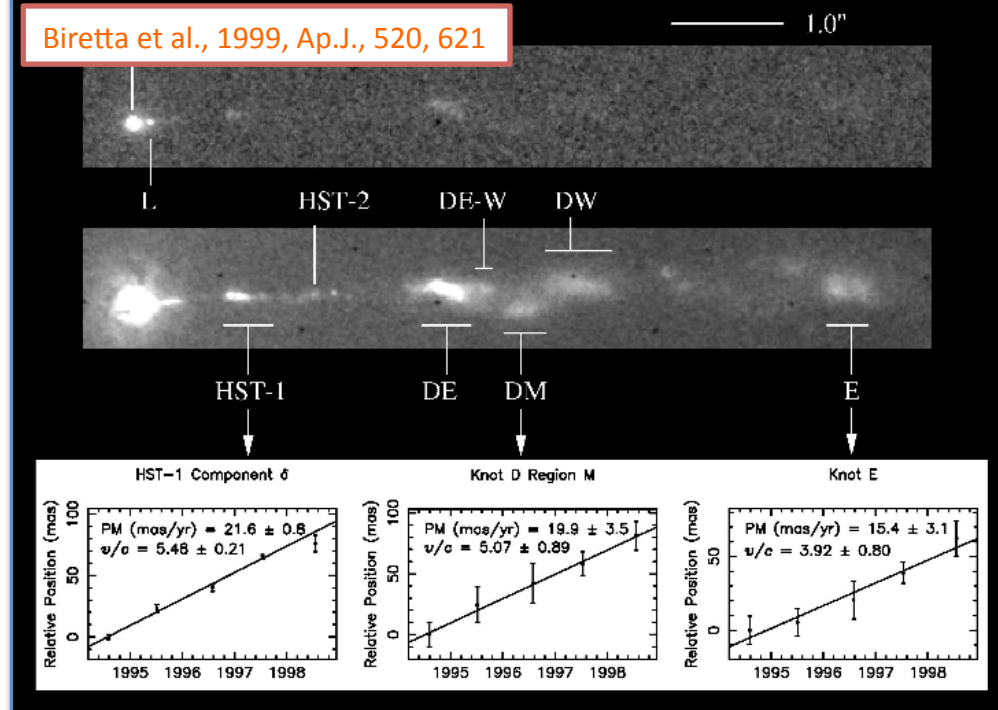 Biretta et al., 1999, Ap.J., 520, 621
1.0"
L
HST-2
DE-W
DW
HST-1
DE
DM
E
HST-1 Component δ
Relative Position (mas)
0
50
100
PM (mas/yr) = 21.6 ± 0.8
v/c = 5.48 ± 0.21
1995 1996 1997 1998
Knot D Region M
Relative Position (mas)
0
50
100
PM (mas/yr) = 19.9 ± 3.5
v/c = 5.07 ± 0.89
1995 1996 1997 1998
Knot E
Relative Position (mas)
0
50
PM (mas/yr) = 15.4 ± 3.1
v/c = 3.92 ± 0.80
1995 1996 1997 1998